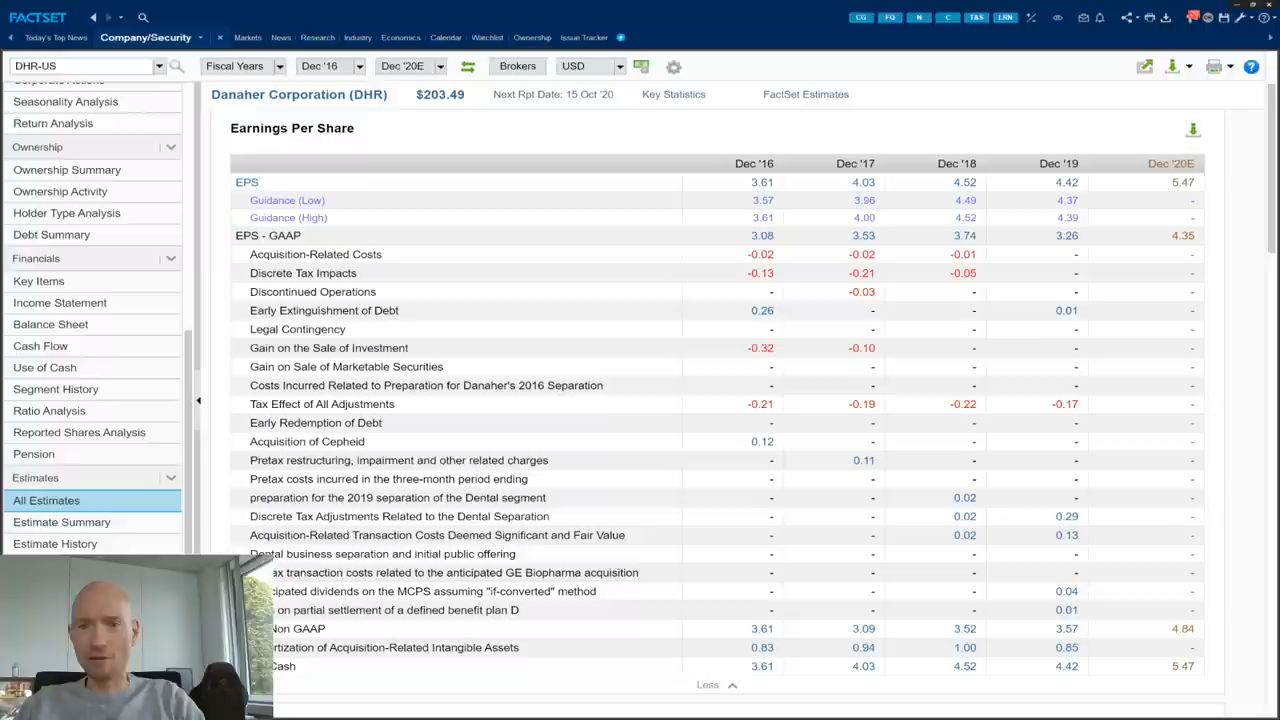 FACTSET
CG FQ N C T&S LRN
Today's Top News Company/Security Markets News Research Industry Economics Calendar Watchlist Ownership Issue Tracker
DHR-US Fiscal Years Dec '16 Dec '20E Brokers USD
Danaher Corporation (DHR) $203.49 Next Rpt Date: 15 Oct '20 Key Statistics FactSet Estimates
Seasonality Analysis
Return Analysis
Ownership
Ownership Summary
Ownership Activity
Holder Type Analysis
Debt Summary
Financials
Key Items
Income Statement
Balance Sheet
Cash Flow
Use of Cash
Segment History
Ratio Analysis
Reported Shares Analysis
Pension
Estimates
All Estimates
Estimate Summary
Estimate History
Earnings Per Share
Dec '16 Dec '17 Dec '18 Dec '19 Dec '20E
EPS 3.61 4.03 4.52 4.42 5.47
Guidance (Low) 3.57 3.96 4.49 4.37 -
Guidance (High) 3.61 4.00 4.52 4.39 -
EPS - GAAP 3.08 3.53 3.74 3.26 4.35
Acquisition-Related Costs -0.02 -0.02 -0.01 - -
Discrete Tax Impacts -0.13 -0.21 -0.05 - -
Discontinued Operations - -0.03 - - -
Early Extinguishment of Debt 0.26 - - 0.01 -
Legal Contingency - - - - -
Gain on the Sale of Investment -0.32 -0.10 - - -
Gain on Sale of Marketable Securities - - - - -
Costs Incurred Related to Preparation for Danaher's 2016 Separation - - - - -
Tax Effect of All Adjustments -0.21 -0.19 -0.22 -0.17 -
Early Redemption of Debt - - - - -
Acquisition of Cepheid 0.12 - - - -
Pretax restructuring, impairment and other related charges - 0.11 - - -
Pretax costs incurred in the three-month period ending - - - - -
preparation for the 2019 separation of the Dental segment - - 0.02 - -
Discrete Tax Adjustments Related to the Dental Separation - - 0.02 0.29 -
Acquisition-Related Transaction Costs Deemed Significant and Fair Value - - 0.02 0.13 -
Dental business separation and initial public offering - - - - -
ax transaction costs related to the anticipated GE Biopharma acquisition - - - - -
cipated dividends on the MCPS assuming "if-converted" method - - - 0.04 -
on partial settlement of a defined benefit plan D - - - 0.01 -
Non GAAP 3.61 3.09 3.52 3.57 4.84
rtization of Acquisition-Related Intangible Assets 0.83 0.94 1.00 0.85 -
Cash 3.61 4.03 4.52 4.42 5.47
Less